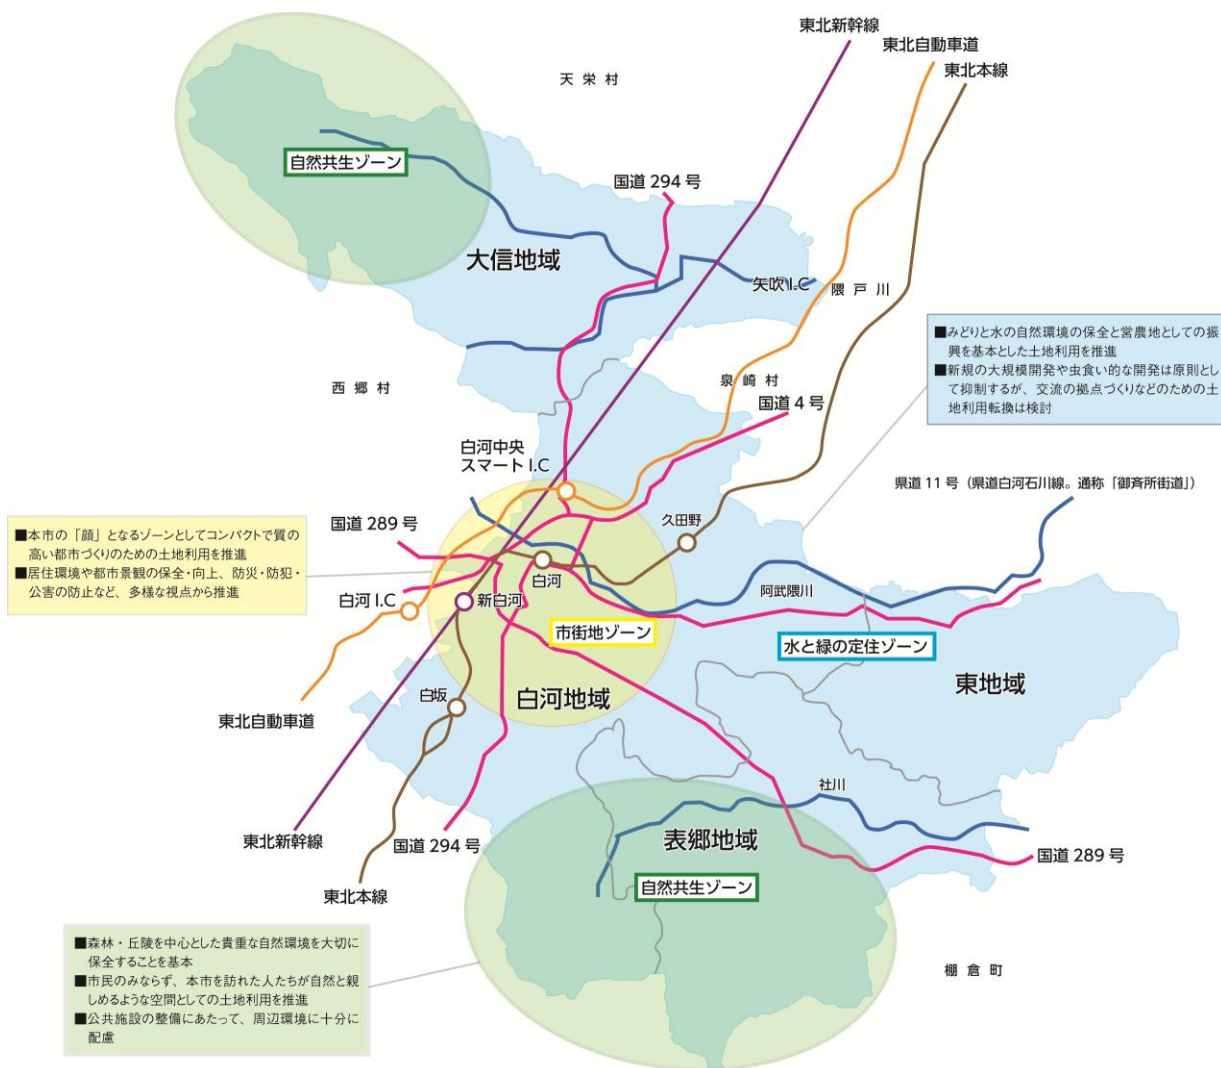 東北新幹線
東北自動車道
東北本線
天栄村
自然共生ゾーン
国道294号
大信地域
矢吹I.C
隈戸川
西郷村
泉崎村
国道4号
■みどりと水の自然環境の保全と営農地としての振
興を基本とした土地利用を推進
■新規の大規模開発や虫食い的な開発は原則とし
て抑制するが、交流の拠点づくりなどのための土
地利用転換は検討
白河中央
スマートI.C
県道11号（県道白河石川線。通称「御斉所街道」）
国道289号
久田野
■本市の「顔」となるゾーンとしてコンパクトで質の
高い都市づくりのための土地利用を推進
■居住環境や都市景観の保全・向上、防災・防犯・
公害の防止など、多様な視点から推進
白河
阿武隈川
白河I.C
新白河
市街地ゾーン
水と緑の定住ゾーン
東地域
白坂
白河地域
東北自動車道
社川
東北新幹線
国道294号
表郷地域
国道289号
東北本線
自然共生ゾーン
■森林・丘陵を中心とした貴重な自然環境を大切に
保全することを基本
■市民のみならず、本市を訪れた人たちが自然と親
しめるような空間としての土地利用を推進
■公共施設の整備にあたって、周辺環境に十分に
配慮
棚倉町